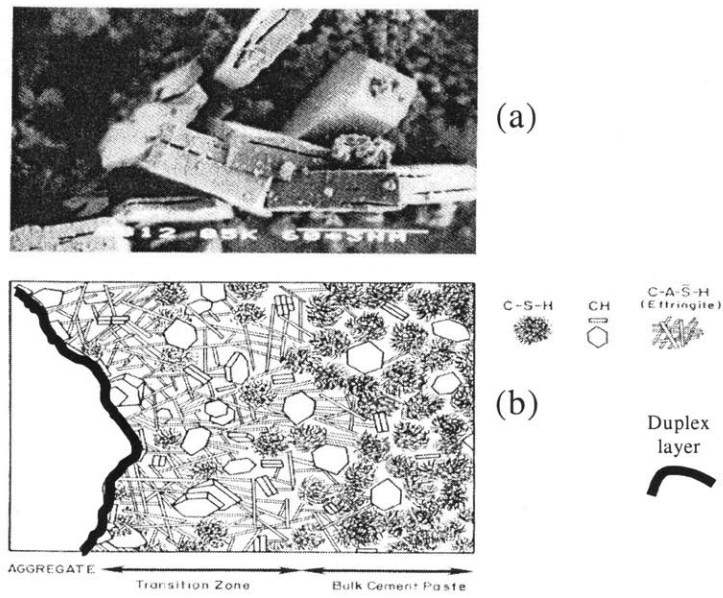 (a)
C-S-H
CH
C-A-S̄-H
(Ettringite)
(b)
Duplex
layer
AGGREGATE
Transition Zone
Bulk Cement Paste